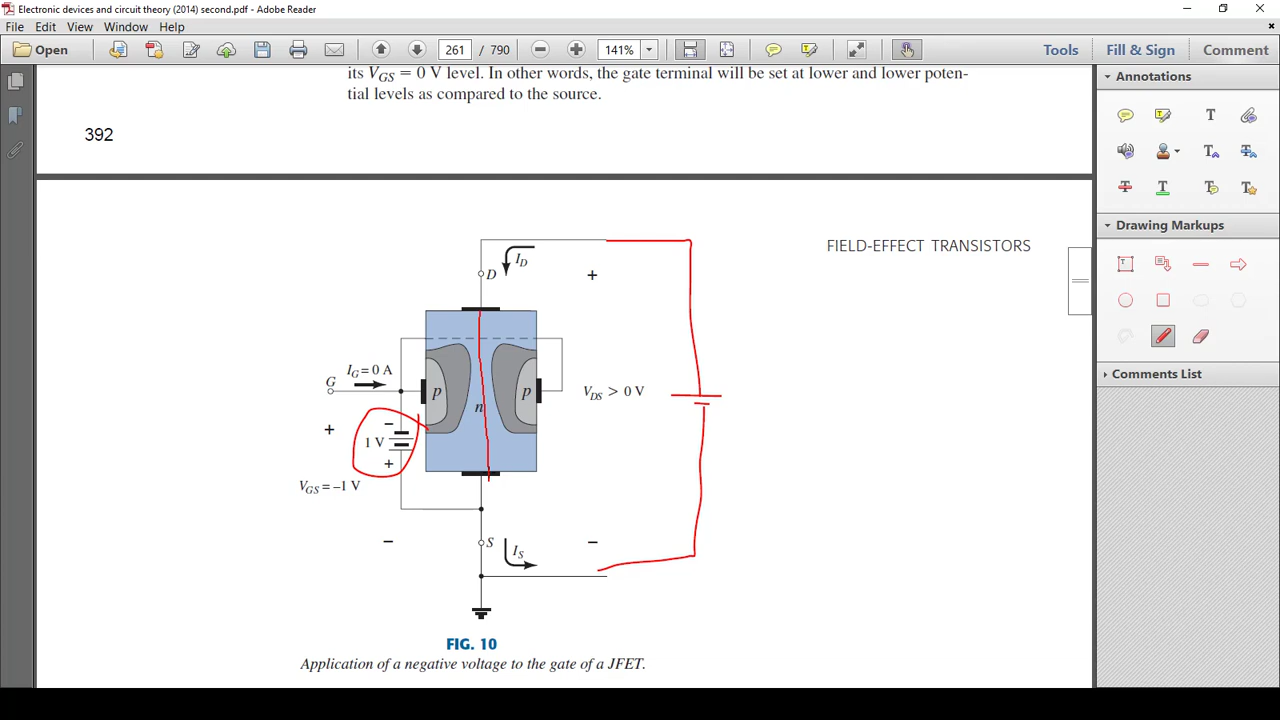 Electronic devices and circuit theory (2014) second.pdf - Adobe Reader
File Edit View Window Help
Open 261 / 790 141% Tools Fill & Sign Comment
its VGS = 0 V level. In other words, the gate terminal will be set at lower and lower poten-
tial levels as compared to the source.
392
FIELD-EFFECT TRANSISTORS
ID
D
+
IG = 0 A
G
p
p
VDS > 0 V
n
+
–
1 V
+
VGS = –1 V
–
S
IS
–
FIG. 10
Application of a negative voltage to the gate of a JFET.
Annotations
T
T
T
T
T
T
T
T
Drawing Markups
T
Comments List